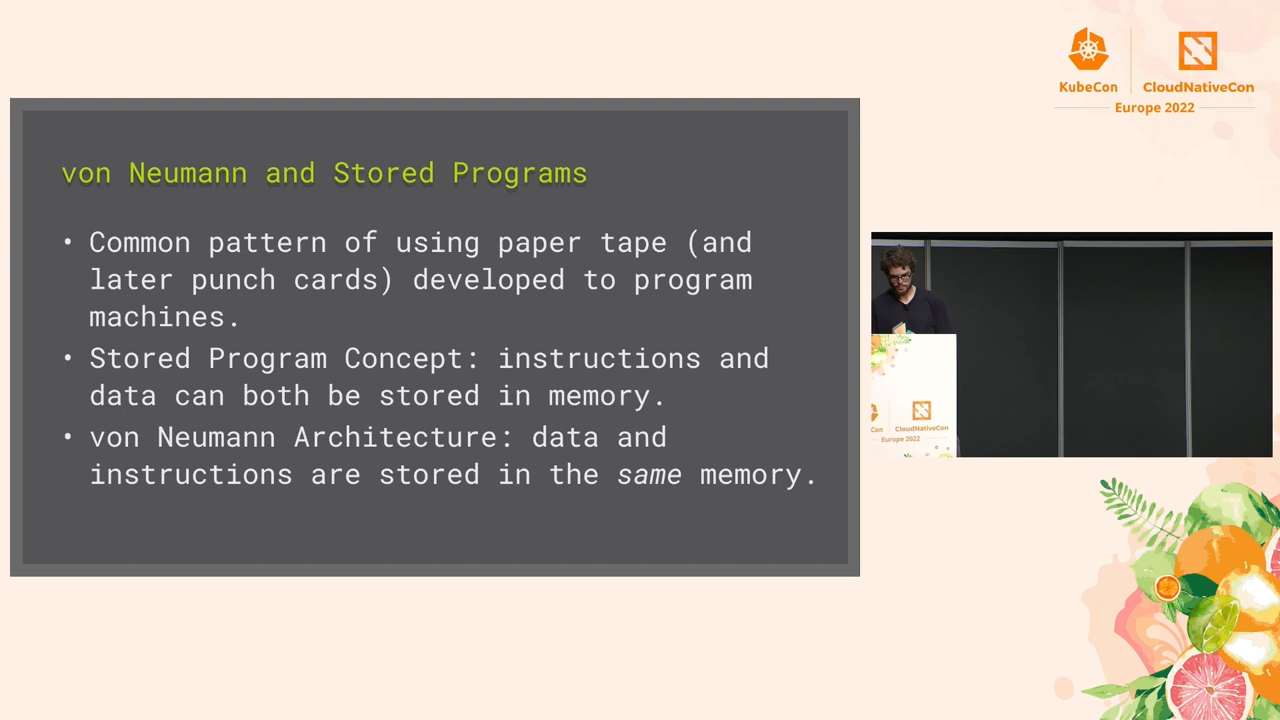 KubeCon
CloudNativeCon
Europe 2022
von Neumann and Stored Programs
• Common pattern of using paper tape (and
later punch cards) developed to program
machines.
• Stored Program Concept: instructions and
data can both be stored in memory.
• von Neumann Architecture: data and
instructions are stored in the same memory.
Con
CloudNativeCon
Europe 2022